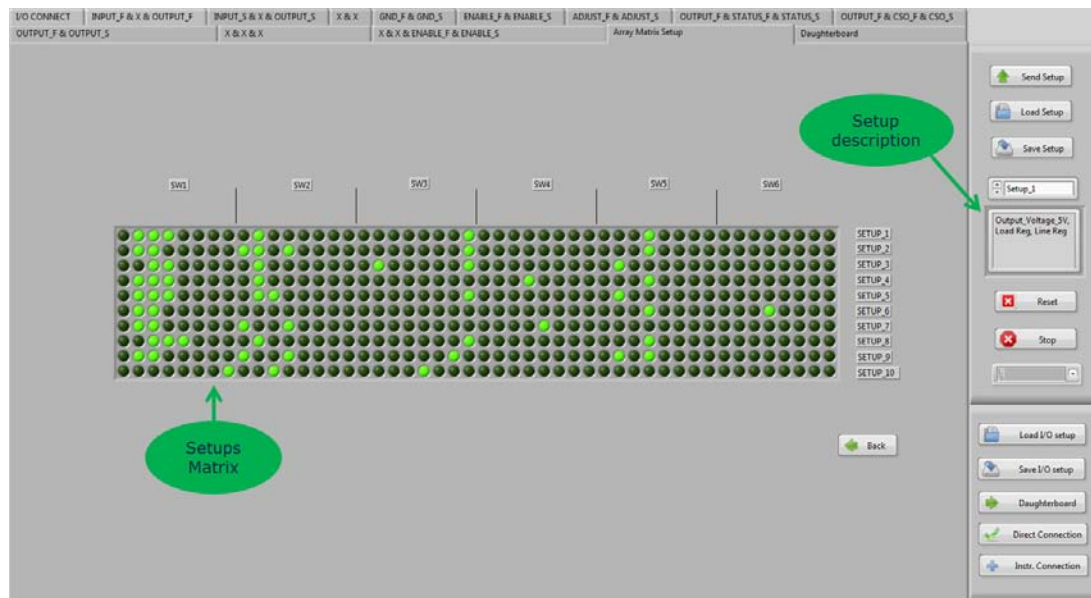 I/O CONNECT
INPUT_F & X & OUTPUT_F
INPUT_S & X & OUTPUT_S
X & X
GND_F & GND_S
ENABLE_F & ENABLE_S
ADJUST_F & ADJUST_S
OUTPUT_F & STATUS_F & STATUS_S
OUTPUT_F & CSO_F & CSO_S
OUTPUT_F & OUTPUT_S
X & X & X
X & X & ENABLE_F & ENABLE_S
Array Matrix Setup
Daughterboard
Send Setup
Load Setup
Save Setup
Setup
description
Setup_1
Output_Voltage_5V,
Load Reg, Line Reg
SW1
SW2
SW3
SW4
SW5
SW6
SETUP_1
SETUP_2
SETUP_3
SETUP_4
SETUP_5
SETUP_6
SETUP_7
SETUP_8
SETUP_9
SETUP_10
Reset
Stop
Setups
Matrix
Back
Load I/O setup
Save I/O setup
Daughterboard
Direct Connection
Instr. Connection